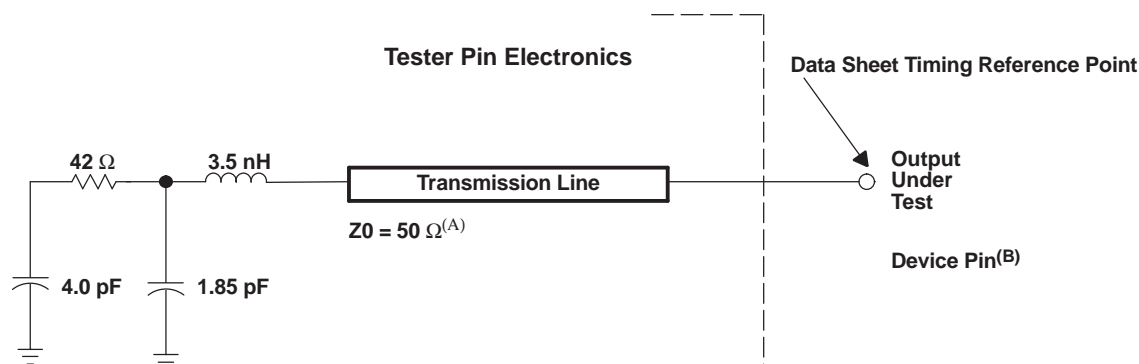 Tester Pin Electronics
Data Sheet Timing Reference Point
42 Ω
3.5 nH
Transmission Line
Output
Under
Test
Z0 = 50 Ω(A)
Device Pin(B)
4.0 pF
1.85 pF